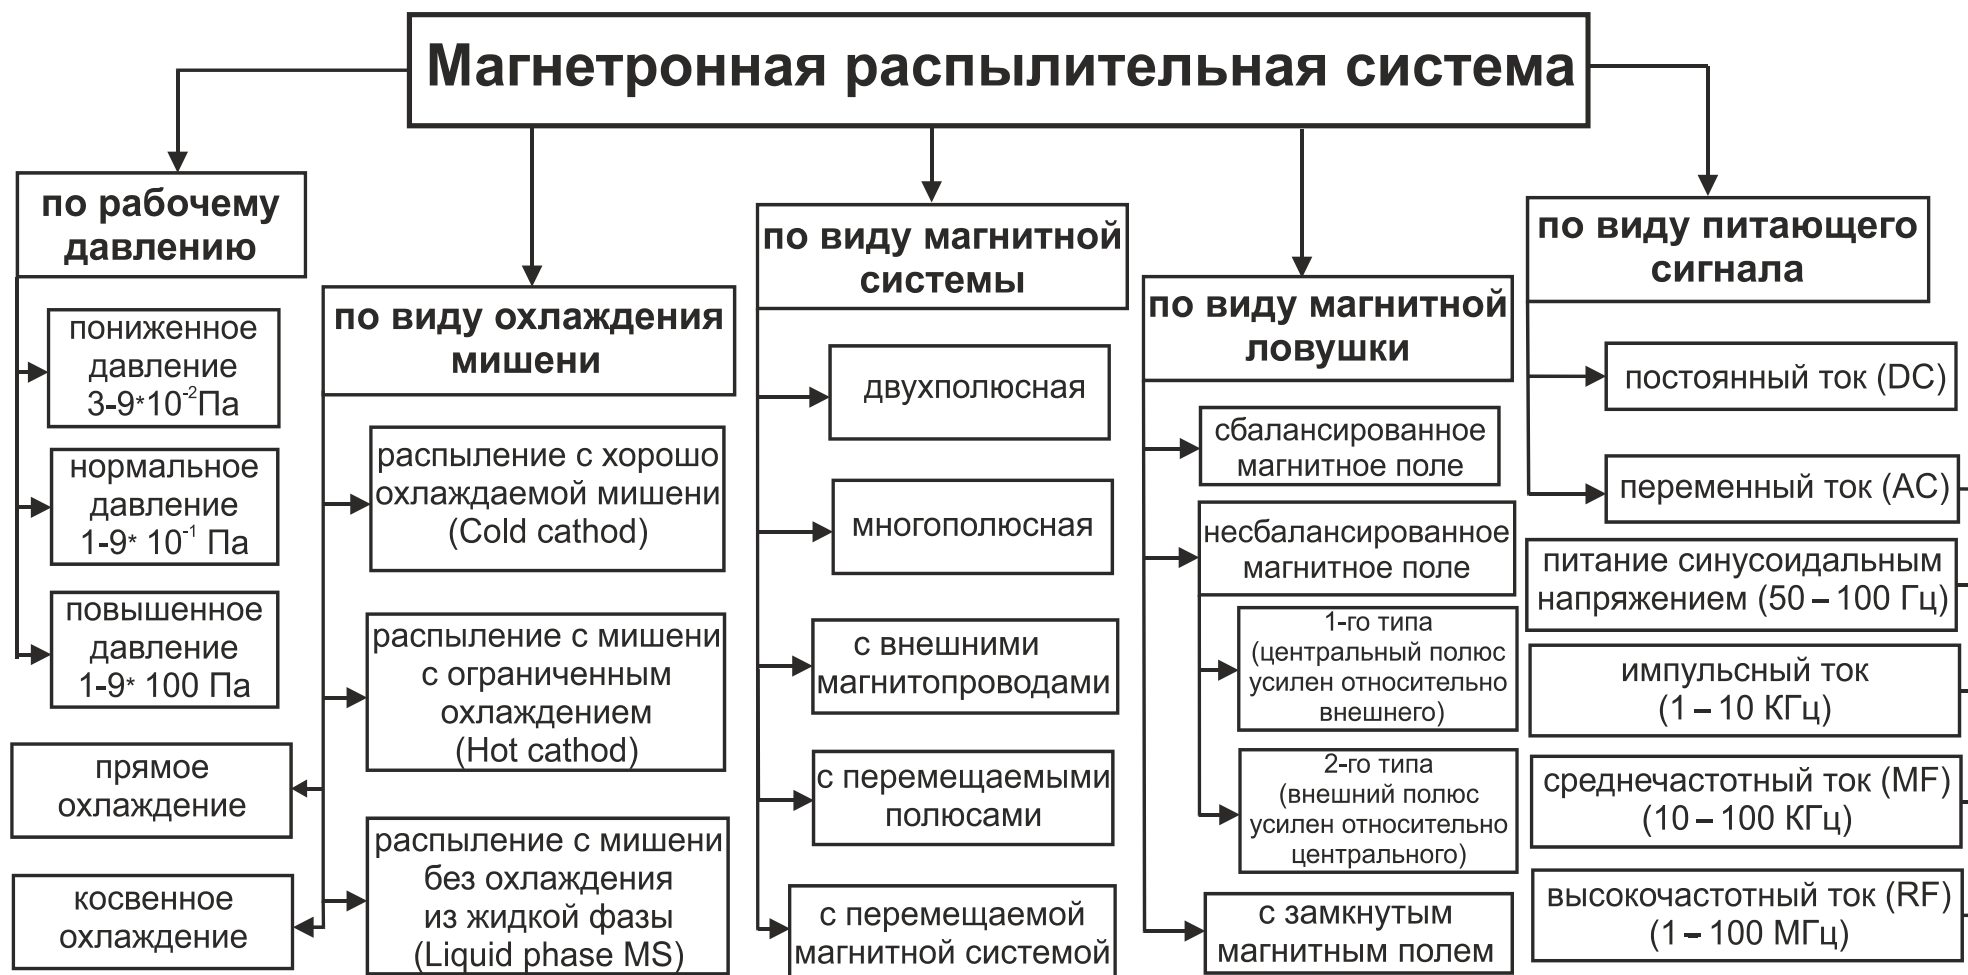 Магнетронная распылительная система
по рабочему
давлению
пониженное
давление
3-9*10⁻²Па
нормальное
давление
1-9* 10⁻¹ Па
повышенное
давление
1-9* 100 Па
по виду охлаждения
мишени
распыление с хорошо
охлаждаемой мишени
(Cold cathod)
распыление с мишени
с ограниченным
охлаждением
(Hot cathod)
распыление с мишени
без охлаждения
из жидкой фазы
(Liquid phase MS)
прямое
охлаждение
косвенное
охлаждение
по виду магнитной
системы
двухполюсная
многополюсная
с внешними
магнитопроводами
с перемещаемыми
полюсами
с перемещаемой
магнитной системой
по виду магнитной
ловушки
сбалансированное
магнитное поле
несбалансированное
магнитное поле
1-го типа
(центральный полюс
усилен относительно
внешнего)
2-го типа
(внешний полюс
усилен относительно
центрального)
с замкнутым
магнитным полем
по виду питающего
сигнала
постоянный ток (DC)
переменный ток (AC)
питание синусоидальным
напряжением (50 – 100 Гц)
импульсный ток
(1 – 10 КГц)
среднечастотный ток (MF)
(10 – 100 КГц)
высокочастотный ток (RF)
(1 – 100 МГц)